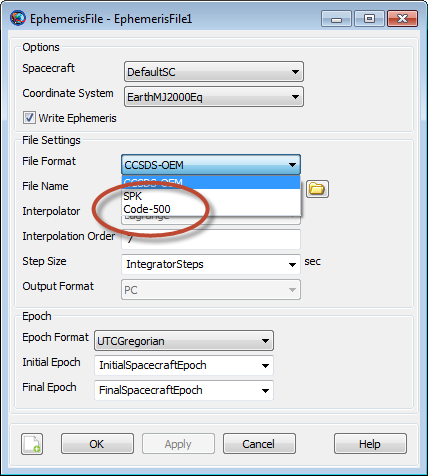 EphemerisFile - EphemerisFile1
Options
Spacecraft DefaultSC
Coordinate System EarthMJ2000Eq
Write Ephemeris
File Settings
File Format CCSDS-OEM
CCSDS-OEM
File Name
SPK
Code-500
Interpolator Lagrange
Interpolation Order 7
Step Size IntegratorSteps sec
Output Format PC
Epoch
Epoch Format UTCGregorian
Initial Epoch InitialSpacecraftEpoch
Final Epoch FinalSpacecraftEpoch
OK Apply Cancel Help